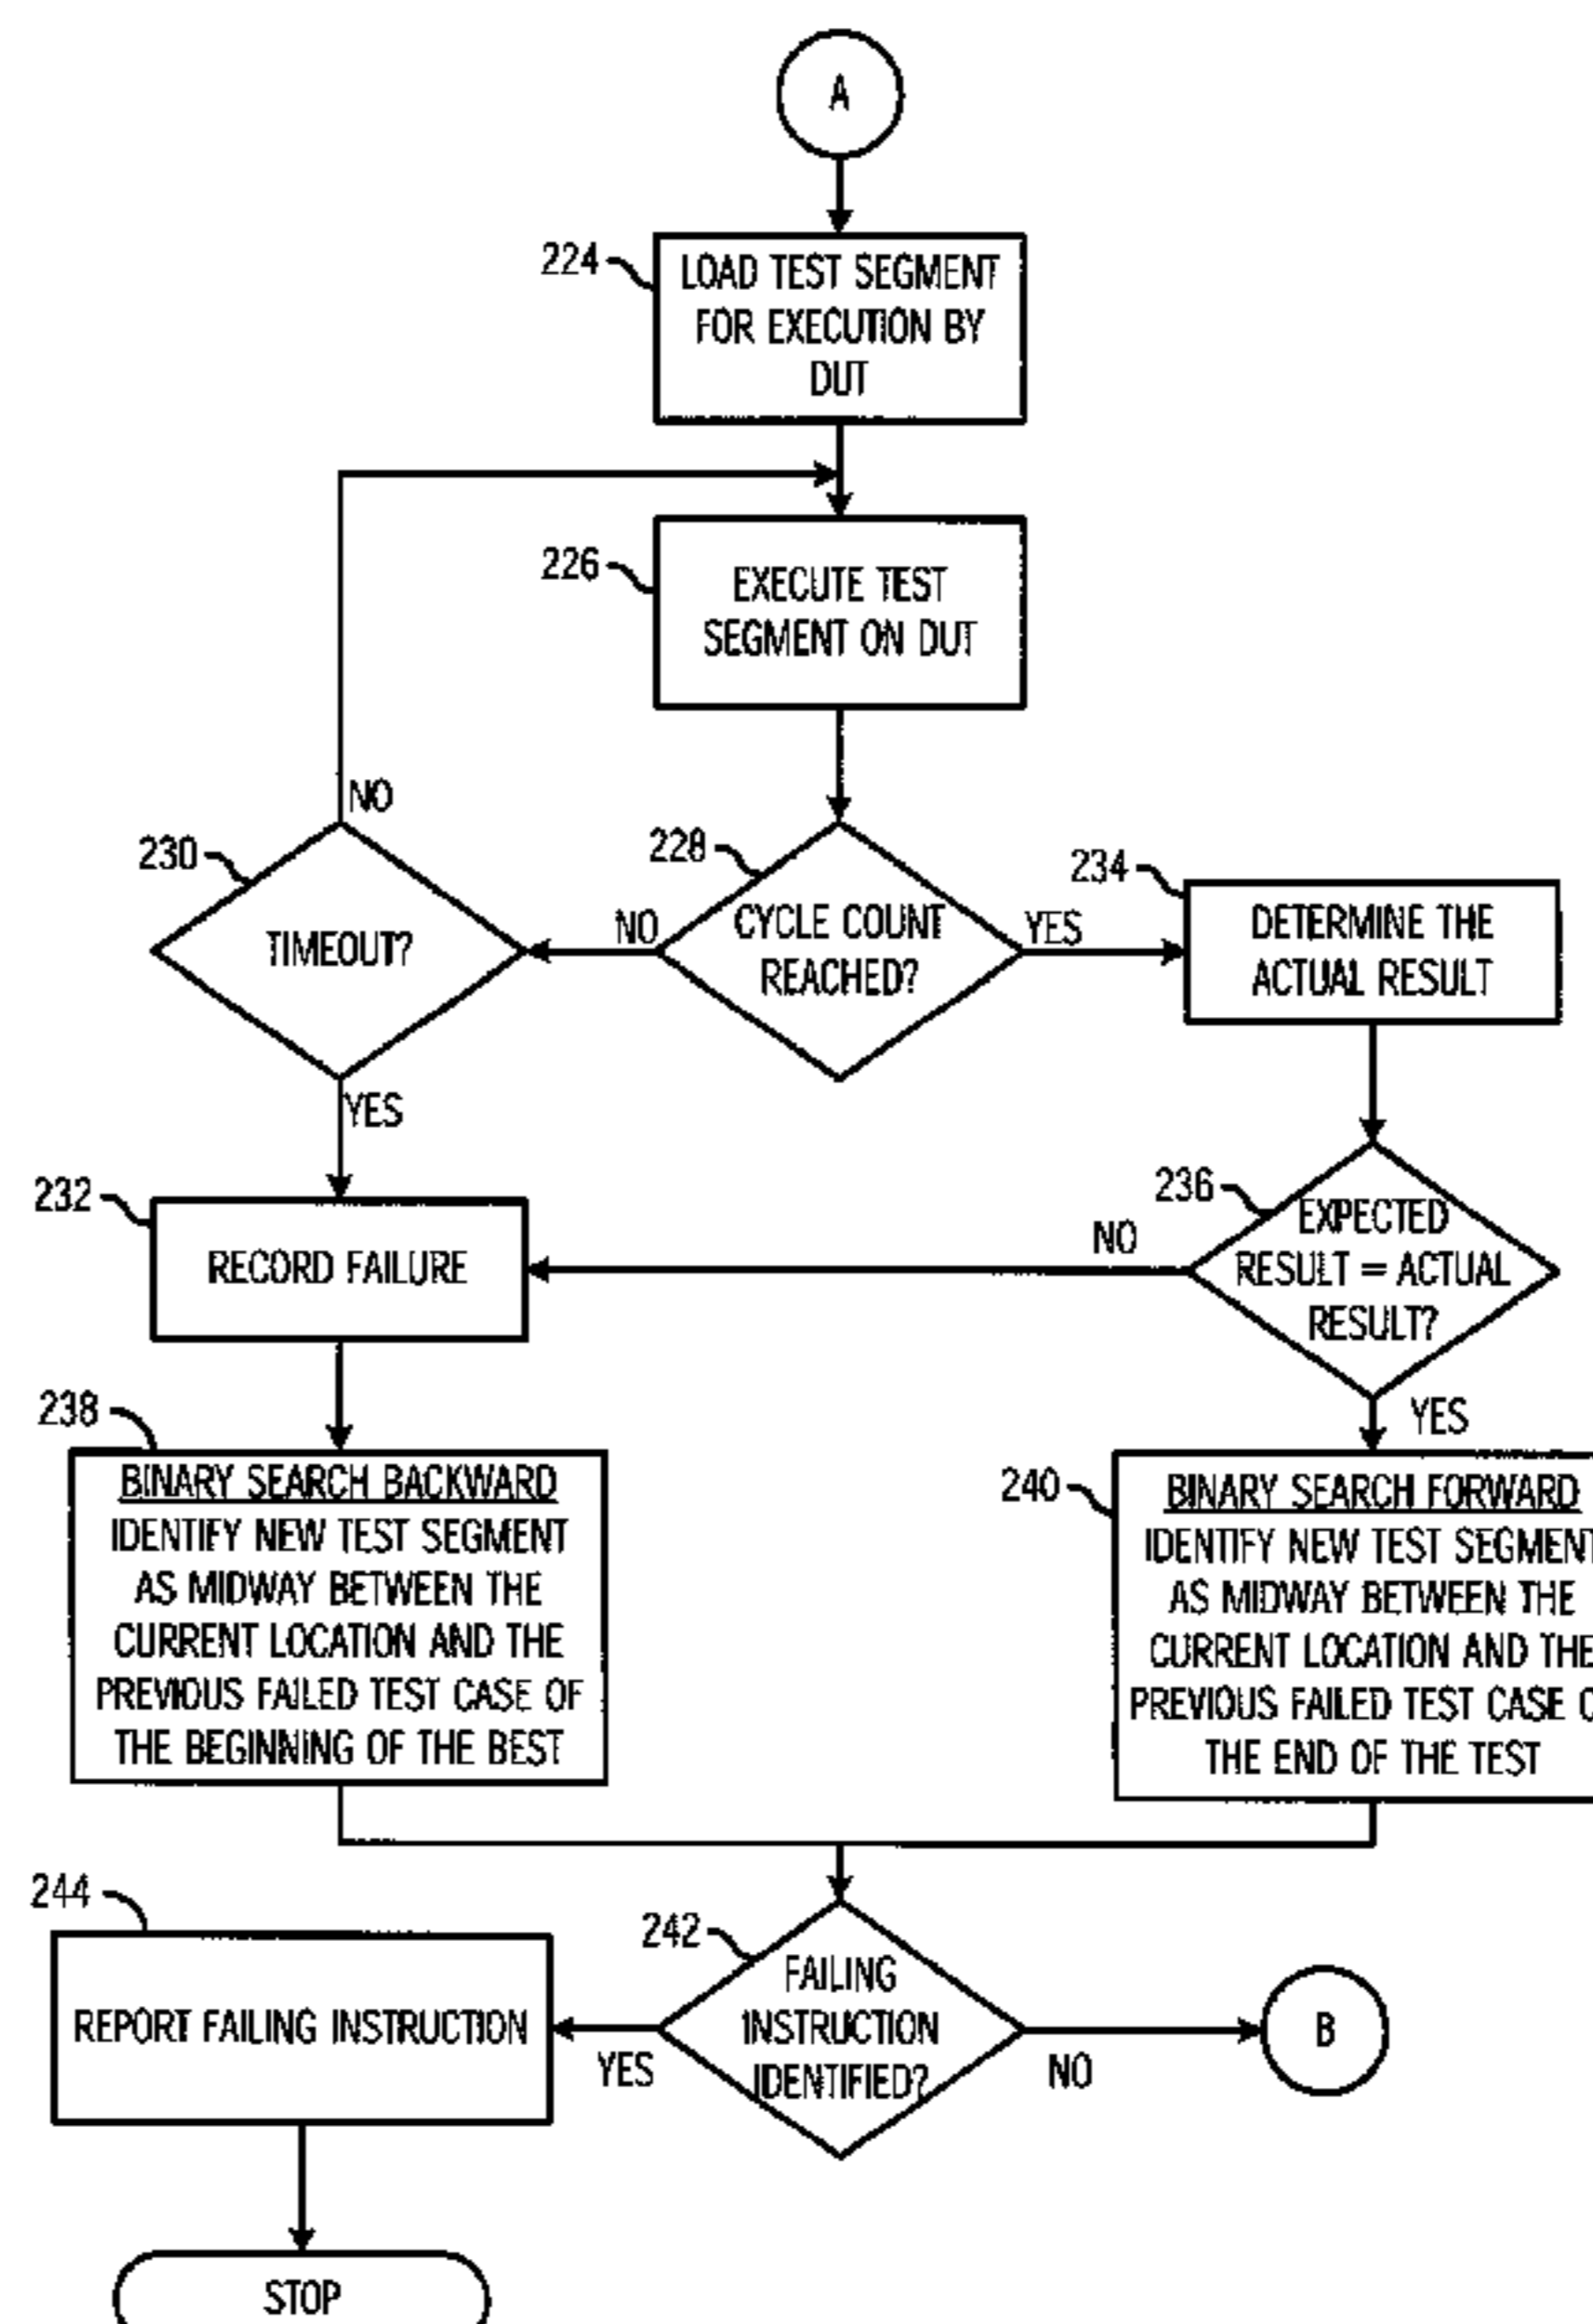 A
224
LOAD TEST SEGMENT
FOR EXECUTION BY
DUT
226
EXECUTE TEST
SEGMENT ON DUT
NO
230
TIMEOUT?
NO
228
CYCLE COUNT
REACHED?
YES
234
DETERMINE THE
ACTUAL RESULT
YES
232
RECORD FAILURE
NO
236
EXPECTED
RESULT = ACTUAL
RESULT?
YES
238
BINARY SEARCH BACKWARD
IDENTIFY NEW TEST SEGMENT
AS MIDWAY BETWEEN THE
CURRENT LOCATION AND THE
PREVIOUS FAILED TEST CASE OF
THE BEGINNING OF THE BEST
240
BINARY SEARCH FORWARD
IDENTIFY NEW TEST SEGMENT
AS MIDWAY BETWEEN THE
CURRENT LOCATION AND THE
PREVIOUS FAILED TEST CASE
THE END OF THE TEST
244
REPORT FAILING INSTRUCTION
YES
242
FAILING
INSTRUCTION
IDENTIFIED?
NO
B
STOP